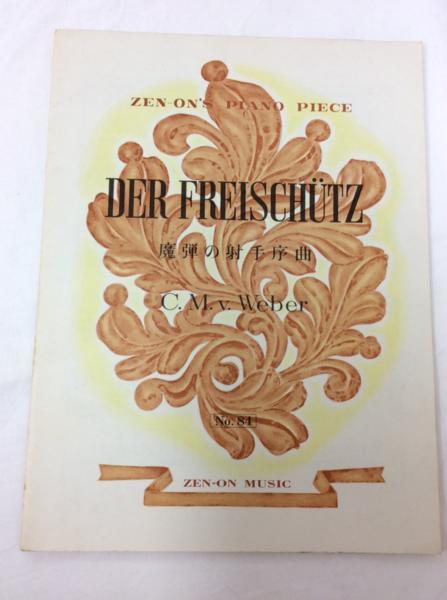 ZEN-ON'S PIANO PIECE
DER FREISCHÜTZ
魔弾の射手序曲
C. M. v. Weber
No. 84
ZEN-ON MUSIC